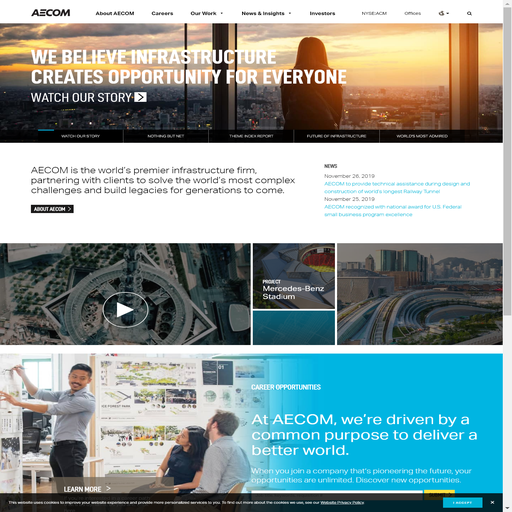 AECOM
About AECOM
Careers
Our Work
News & Insights
Investors
NYSE:ACM
Offices
WE BELIEVE INFRASTRUCTURE
CREATES OPPORTUNITY FOR EVERYONE
WATCH OUR STORY
WATCH OUR STORY
NOTHING BUT NET
THEME INDEX REPORT
FUTURE OF INFRASTRUCTURE
WORLD'S MOST ADMIRED
AECOM is the world's premier infrastructure firm,
partnering with clients to solve the world's most complex
challenges and build legacies for generations to come.
ABOUT AECOM
NEWS
November 26, 2019
AECOM to provide technical assistance during design and
construction of world's longest Railway Tunnel
November 25, 2019
AECOM recognized with national award for U.S. Federal
small business program excellence
PROJECT
Mercedes-Benz
Stadium
01
ICE FOREST PARK
LEARN MORE
CAREER OPPORTUNITIES
At AECOM, we're driven by a
common purpose to deliver a
better world.
When you join a company that's pioneering the future, your
opportunities are unlimited. Discover new opportunities.
This website uses cookies to improve your website experience and provide more personalized services to you. To find out more about the cookies we use, see our Website Privacy Policy.
I ACCEPT